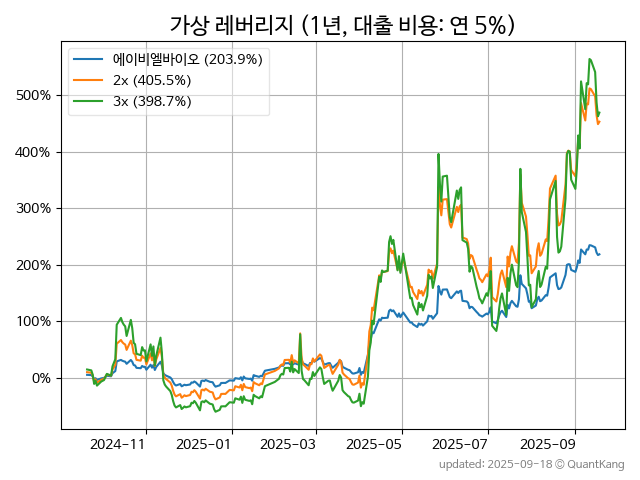 가상 레버리지 (1년, 대출 비용: 연 5%)
에이비엘바이오 (203.9%)
2x (405.5%)
3x (398.7%)
500%
400%
300%
200%
100%
0%
2024-11 2025-01 2025-03 2025-05 2025-07 2025-09
updated: 2025-09-18 © QuantKang